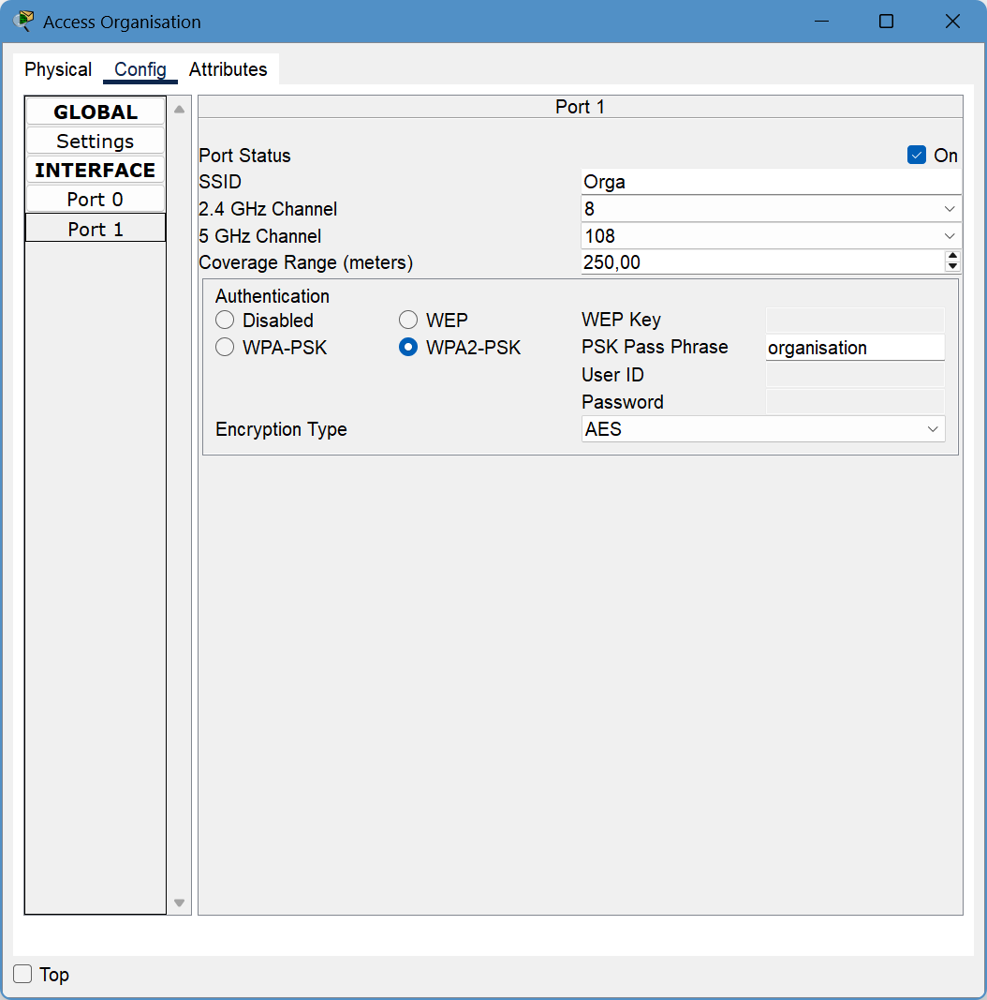 Access Organisation
Physical Config Attributes
GLOBAL
Settings
INTERFACE
Port 0
Port 1
Port 1
Port Status On
SSID Orga
2.4 GHz Channel 8
5 GHz Channel 108
Coverage Range (meters) 250,00
Authentication
Disabled WEP WEP Key
WPA-PSK WPA2-PSK PSK Pass Phrase organisation
User ID
Password
Encryption Type AES
Top